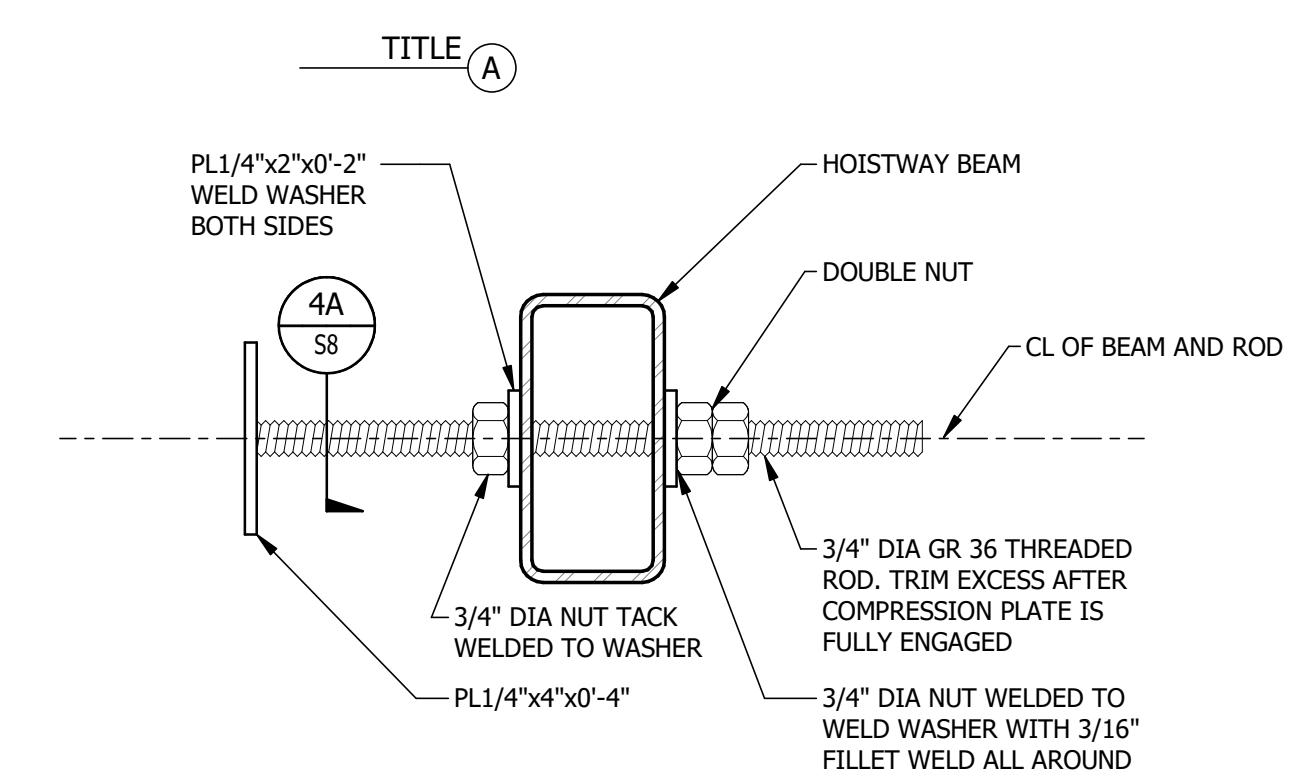 TITLE
A
PL1/4"x2"x0'-2"
WELD WASHER
BOTH SIDES
HOISTWAY BEAM
DOUBLE NUT
4A
S8
CL OF BEAM AND ROD
3/4" DIA GR 36 THREADED
ROD. TRIM EXCESS AFTER
COMPRESSION PLATE IS
FULLY ENGAGED
3/4" DIA NUT TACK
WELDED TO WASHER
PL1/4"x4"x0'-4"
3/4" DIA NUT WELDED TO
WELD WASHER WITH 3/16"
FILLET WELD ALL AROUND